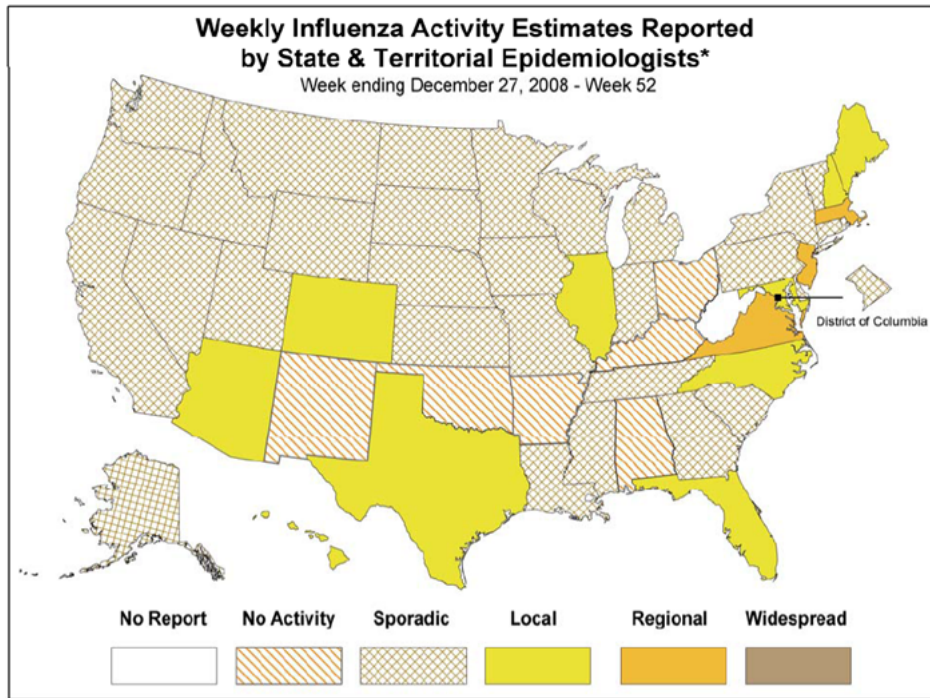 Weekly Influenza Activity Estimates Reported
by State & Territorial Epidemiologists*
Week ending December 27, 2008 - Week 52
District of Columbia
No Report No Activity Sporadic Local Regional Widespread